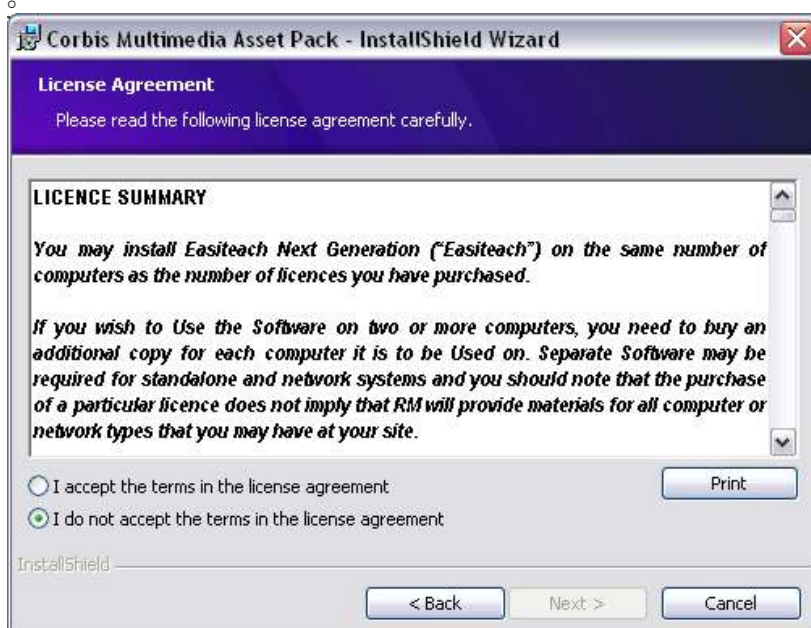 Corbis Multimedia Asset Pack - InstallShield Wizard
License Agreement
Please read the following license agreement carefully.
LICENCE SUMMARY
You may install Easiteach Next Generation ("Easiteach") on the same number of
computers as the number of licences you have purchased.
If you wish to Use the Software on two or more computers, you need to buy an
additional copy for each computer it is to be Used on. Separate Software may be
required for standalone and network systems and you should note that the purchase
of a particular licence does not imply that RM will provide materials for all computer or
network types that you may have at your site.
I accept the terms in the license agreement
Print
I do not accept the terms in the license agreement
InstallShield
< Back
Next >
Cancel